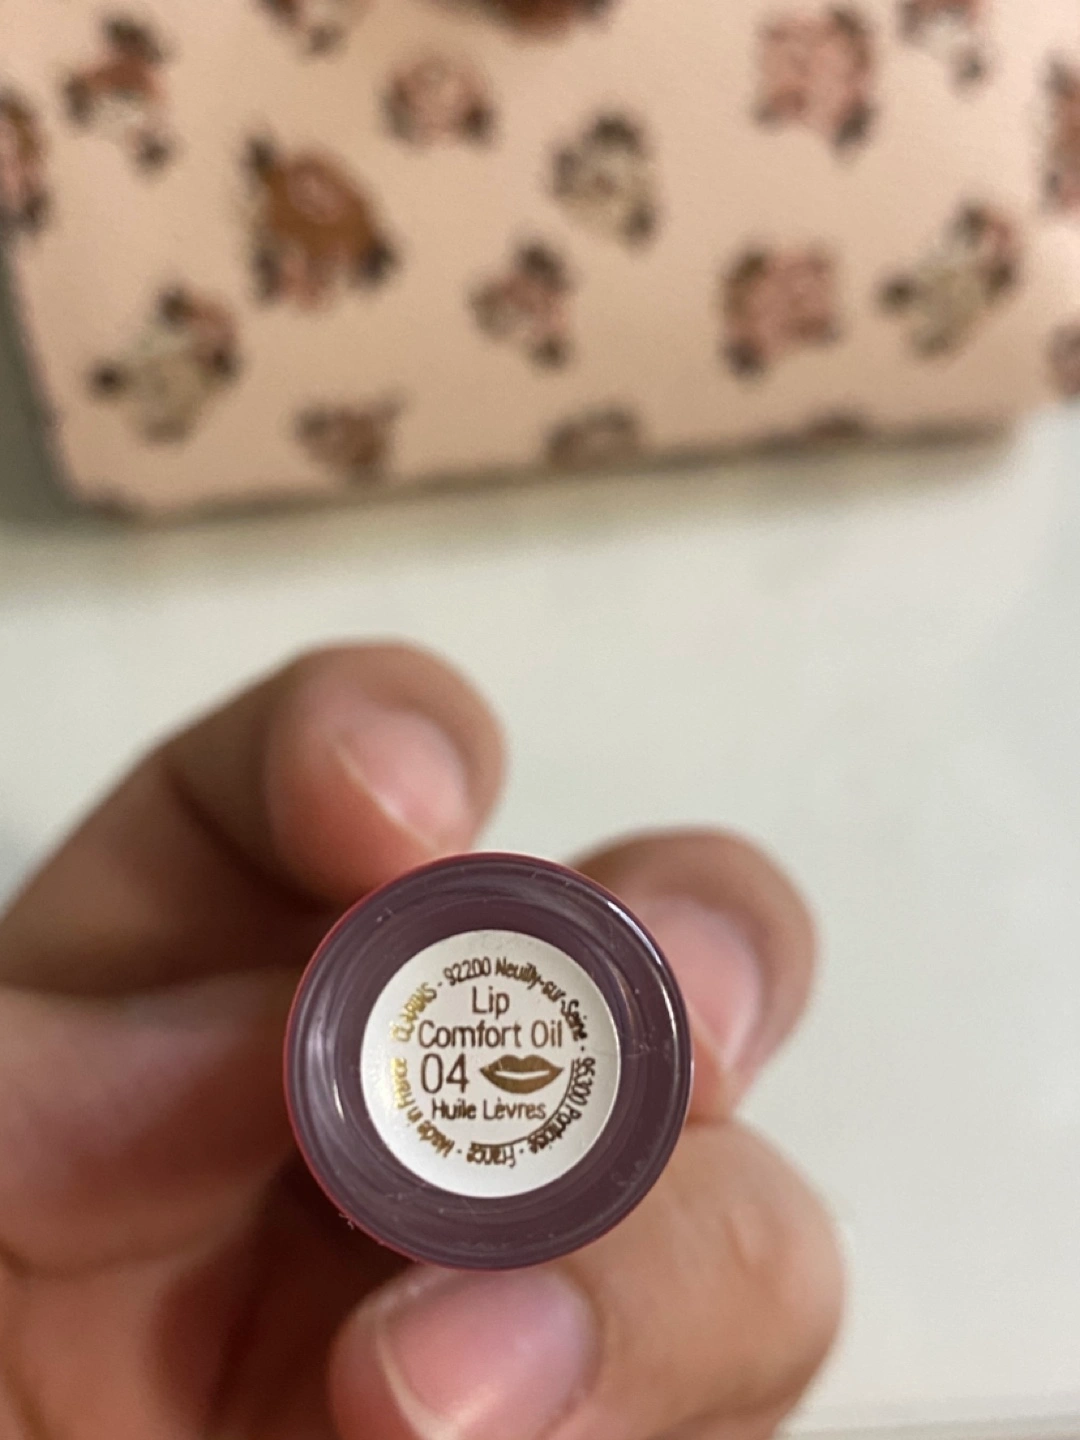 Lip
Comfort Oil
04
Huile Lèvres
CLARINS - 92200 Neuilly-sur-Seine - 95300 Pontoise - France - Made in France